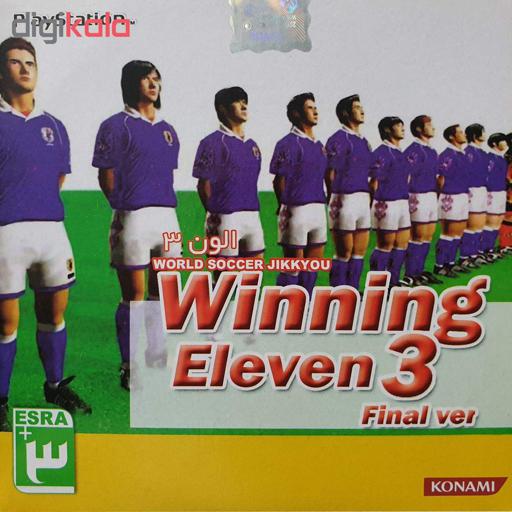 digikala
PlayStation
الون ۳
WORLD SOCCER JIKKYOU
Winning
Eleven 3
Final ver
ESRA
+۳
KONAMI